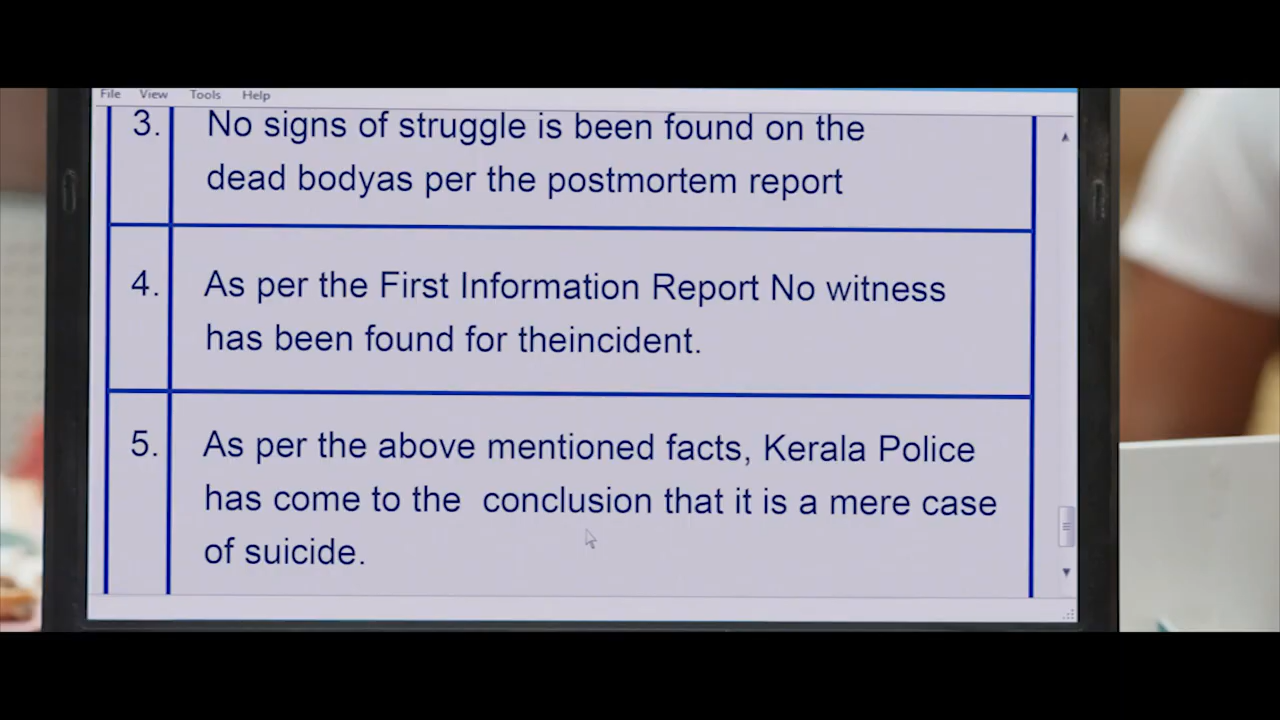 File View Tools Help
3. No signs of struggle is been found on the
dead bodyas per the postmortem report
4. As per the First Information Report No witness
has been found for theincident.
5. As per the above mentioned facts, Kerala Police
has come to the conclusion that it is a mere case
of suicide.